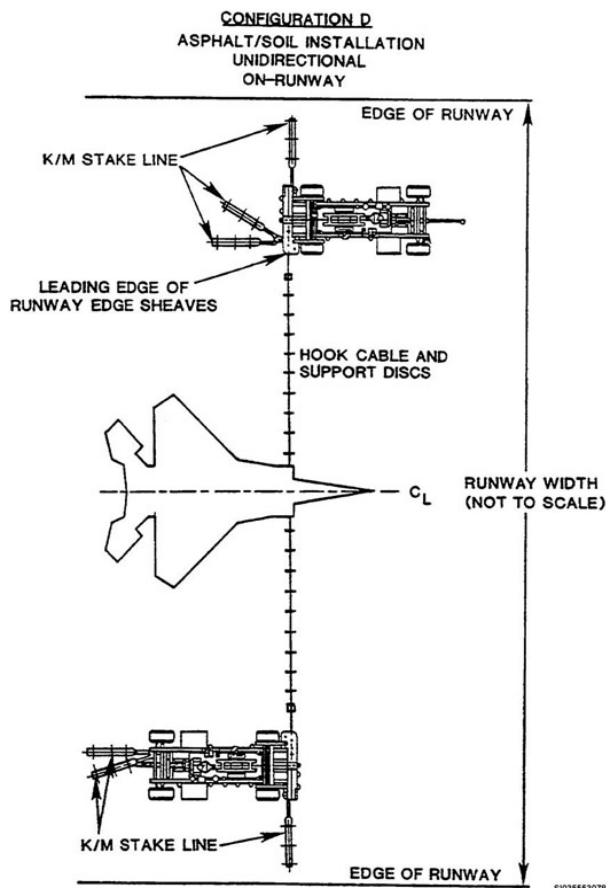 CONFIGURATION D
ASPHALT/SOIL INSTALLATION
UNIDIRECTIONAL
ON-RUNWAY
EDGE OF RUNWAY
K/M STAKE LINE
LEADING EDGE OF
RUNWAY EDGE SHEAVES
HOOK CABLE AND
SUPPORT DISCS
CL
RUNWAY WIDTH
(NOT TO SCALE)
K/M STAKE LINE
EDGE OF RUNWAY